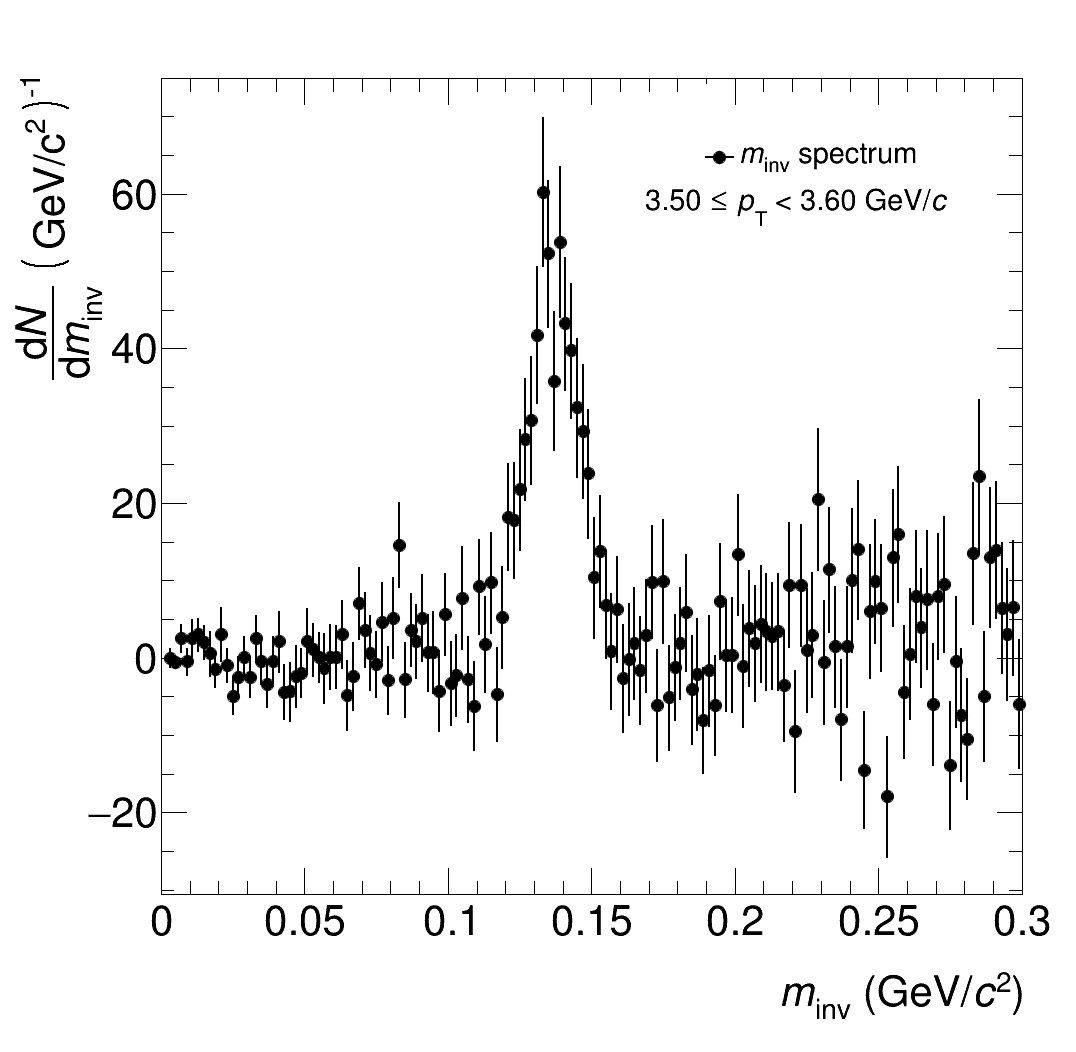 dN
dm_inv
(GeV/c²)⁻¹
m_inv spectrum
3.50 ≤ p_T < 3.60 GeV/c
60
40
20
0
−20
0 0.05 0.1 0.15 0.2 0.25 0.3
m_inv (GeV/c²)